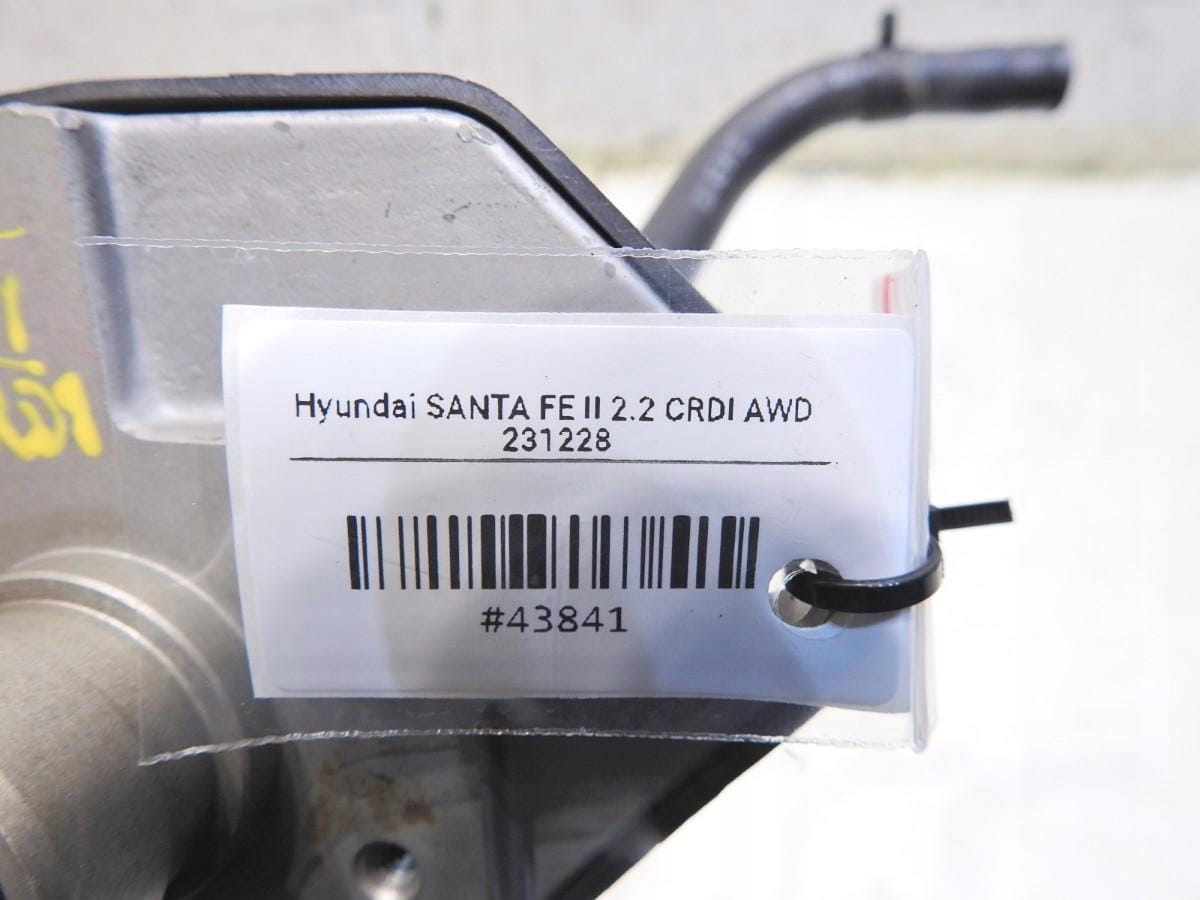 Hyundai SANTA FE II 2.2 CRDI AWD
231228
#43841